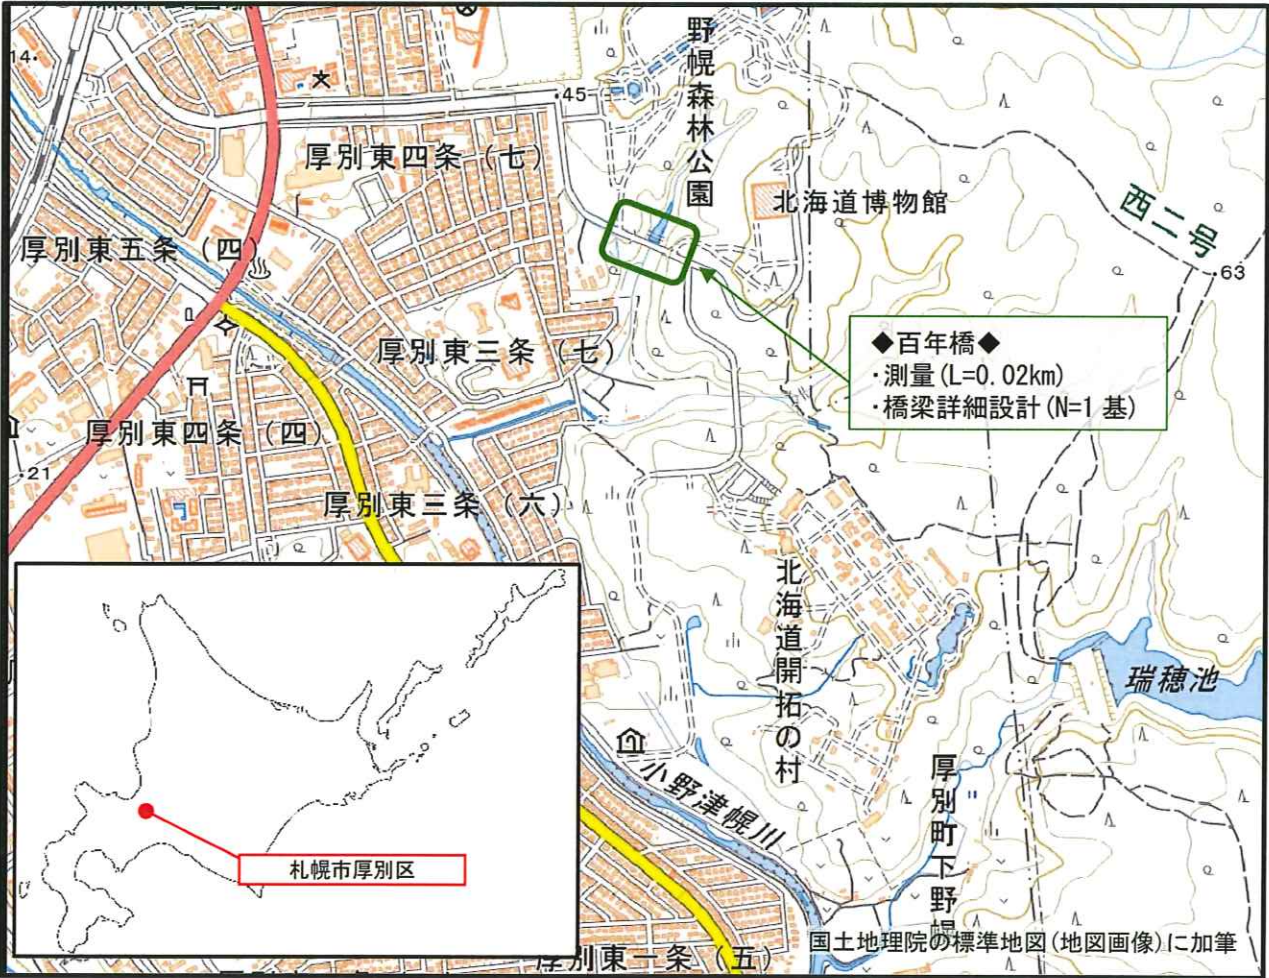 14.
.45
野幌森林公園
厚別東四条（七）
北海道博物館
西二号
.63
厚別東五条（四）
◆百年橋◆
・測量(L=0.02km)
・橋梁詳細設計(N=1 基)
厚別東三条（七）
厚別東四条（四）
.21
厚別東三条（六）
北海道開拓の村
瑞穂池
小野津幌川
厚別町下野幌
札幌市厚別区
国土地理院の標準地図(地図画像)に加筆
厚別東一条（五）